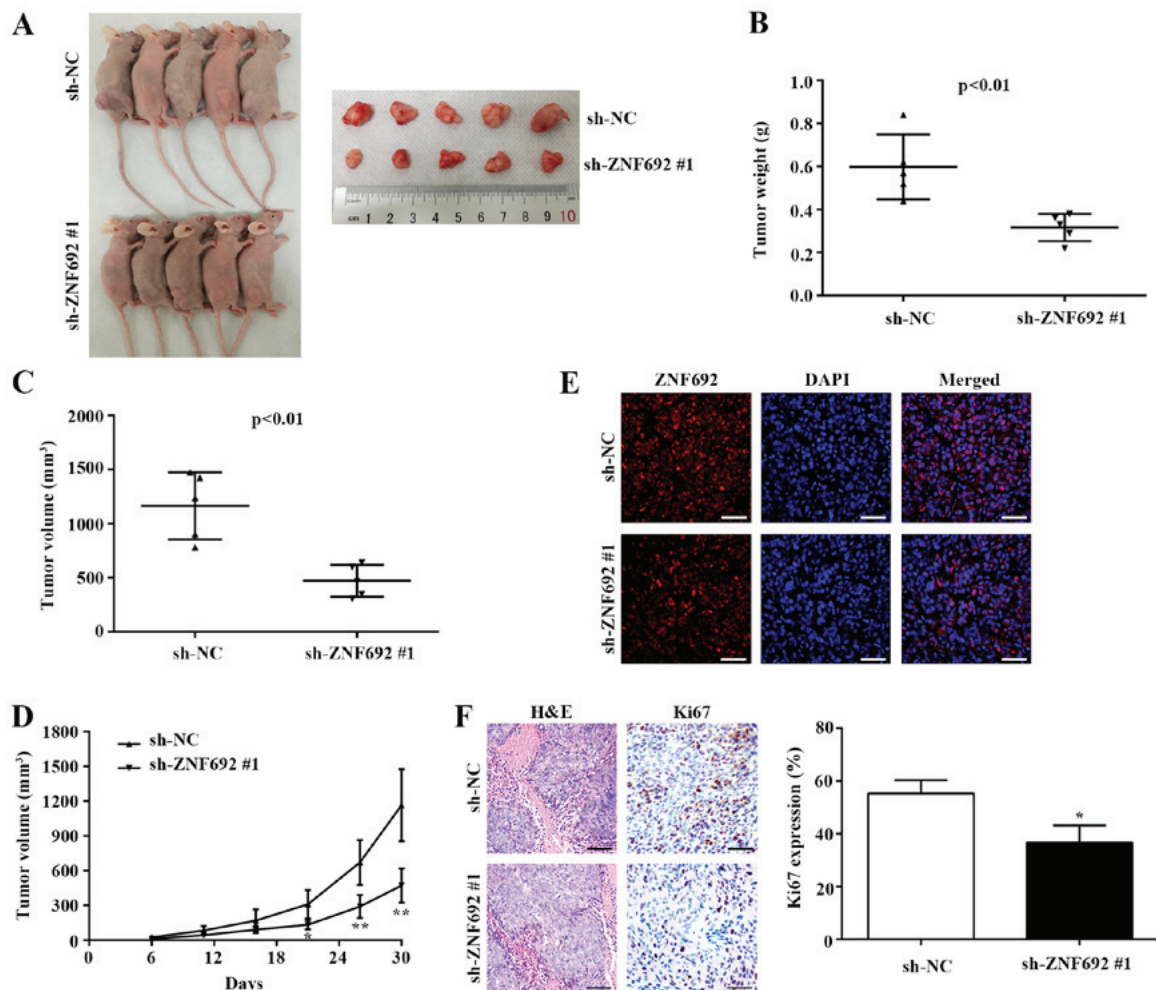 A
sh-NC
sh-ZNF692 #1
sh-NC
sh-ZNF692 #1
cm 1 2 3 4 5 6 7 8 9 10
B
p<0.01
Tumor weight (g)
1.0
0.8
0.6
0.4
0.2
0.0
sh-NC
sh-ZNF692 #1
C
p<0.01
Tumor volume (mm³)
2000
1500
1000
500
0
sh-NC
sh-ZNF692 #1
E
ZNF692 DAPI Merged
sh-NC
sh-ZNF692 #1
D
sh-NC
sh-ZNF692 #1
Tumor volume (mm³)
1800
1500
1200
900
600
300
0
* ** **
0 6 12 18 24 30
Days
F
H&E Ki67
sh-NC
sh-ZNF692 #1
Ki67 expression (%)
80
60
40
20
0
*
sh-NC
sh-ZNF692 #1